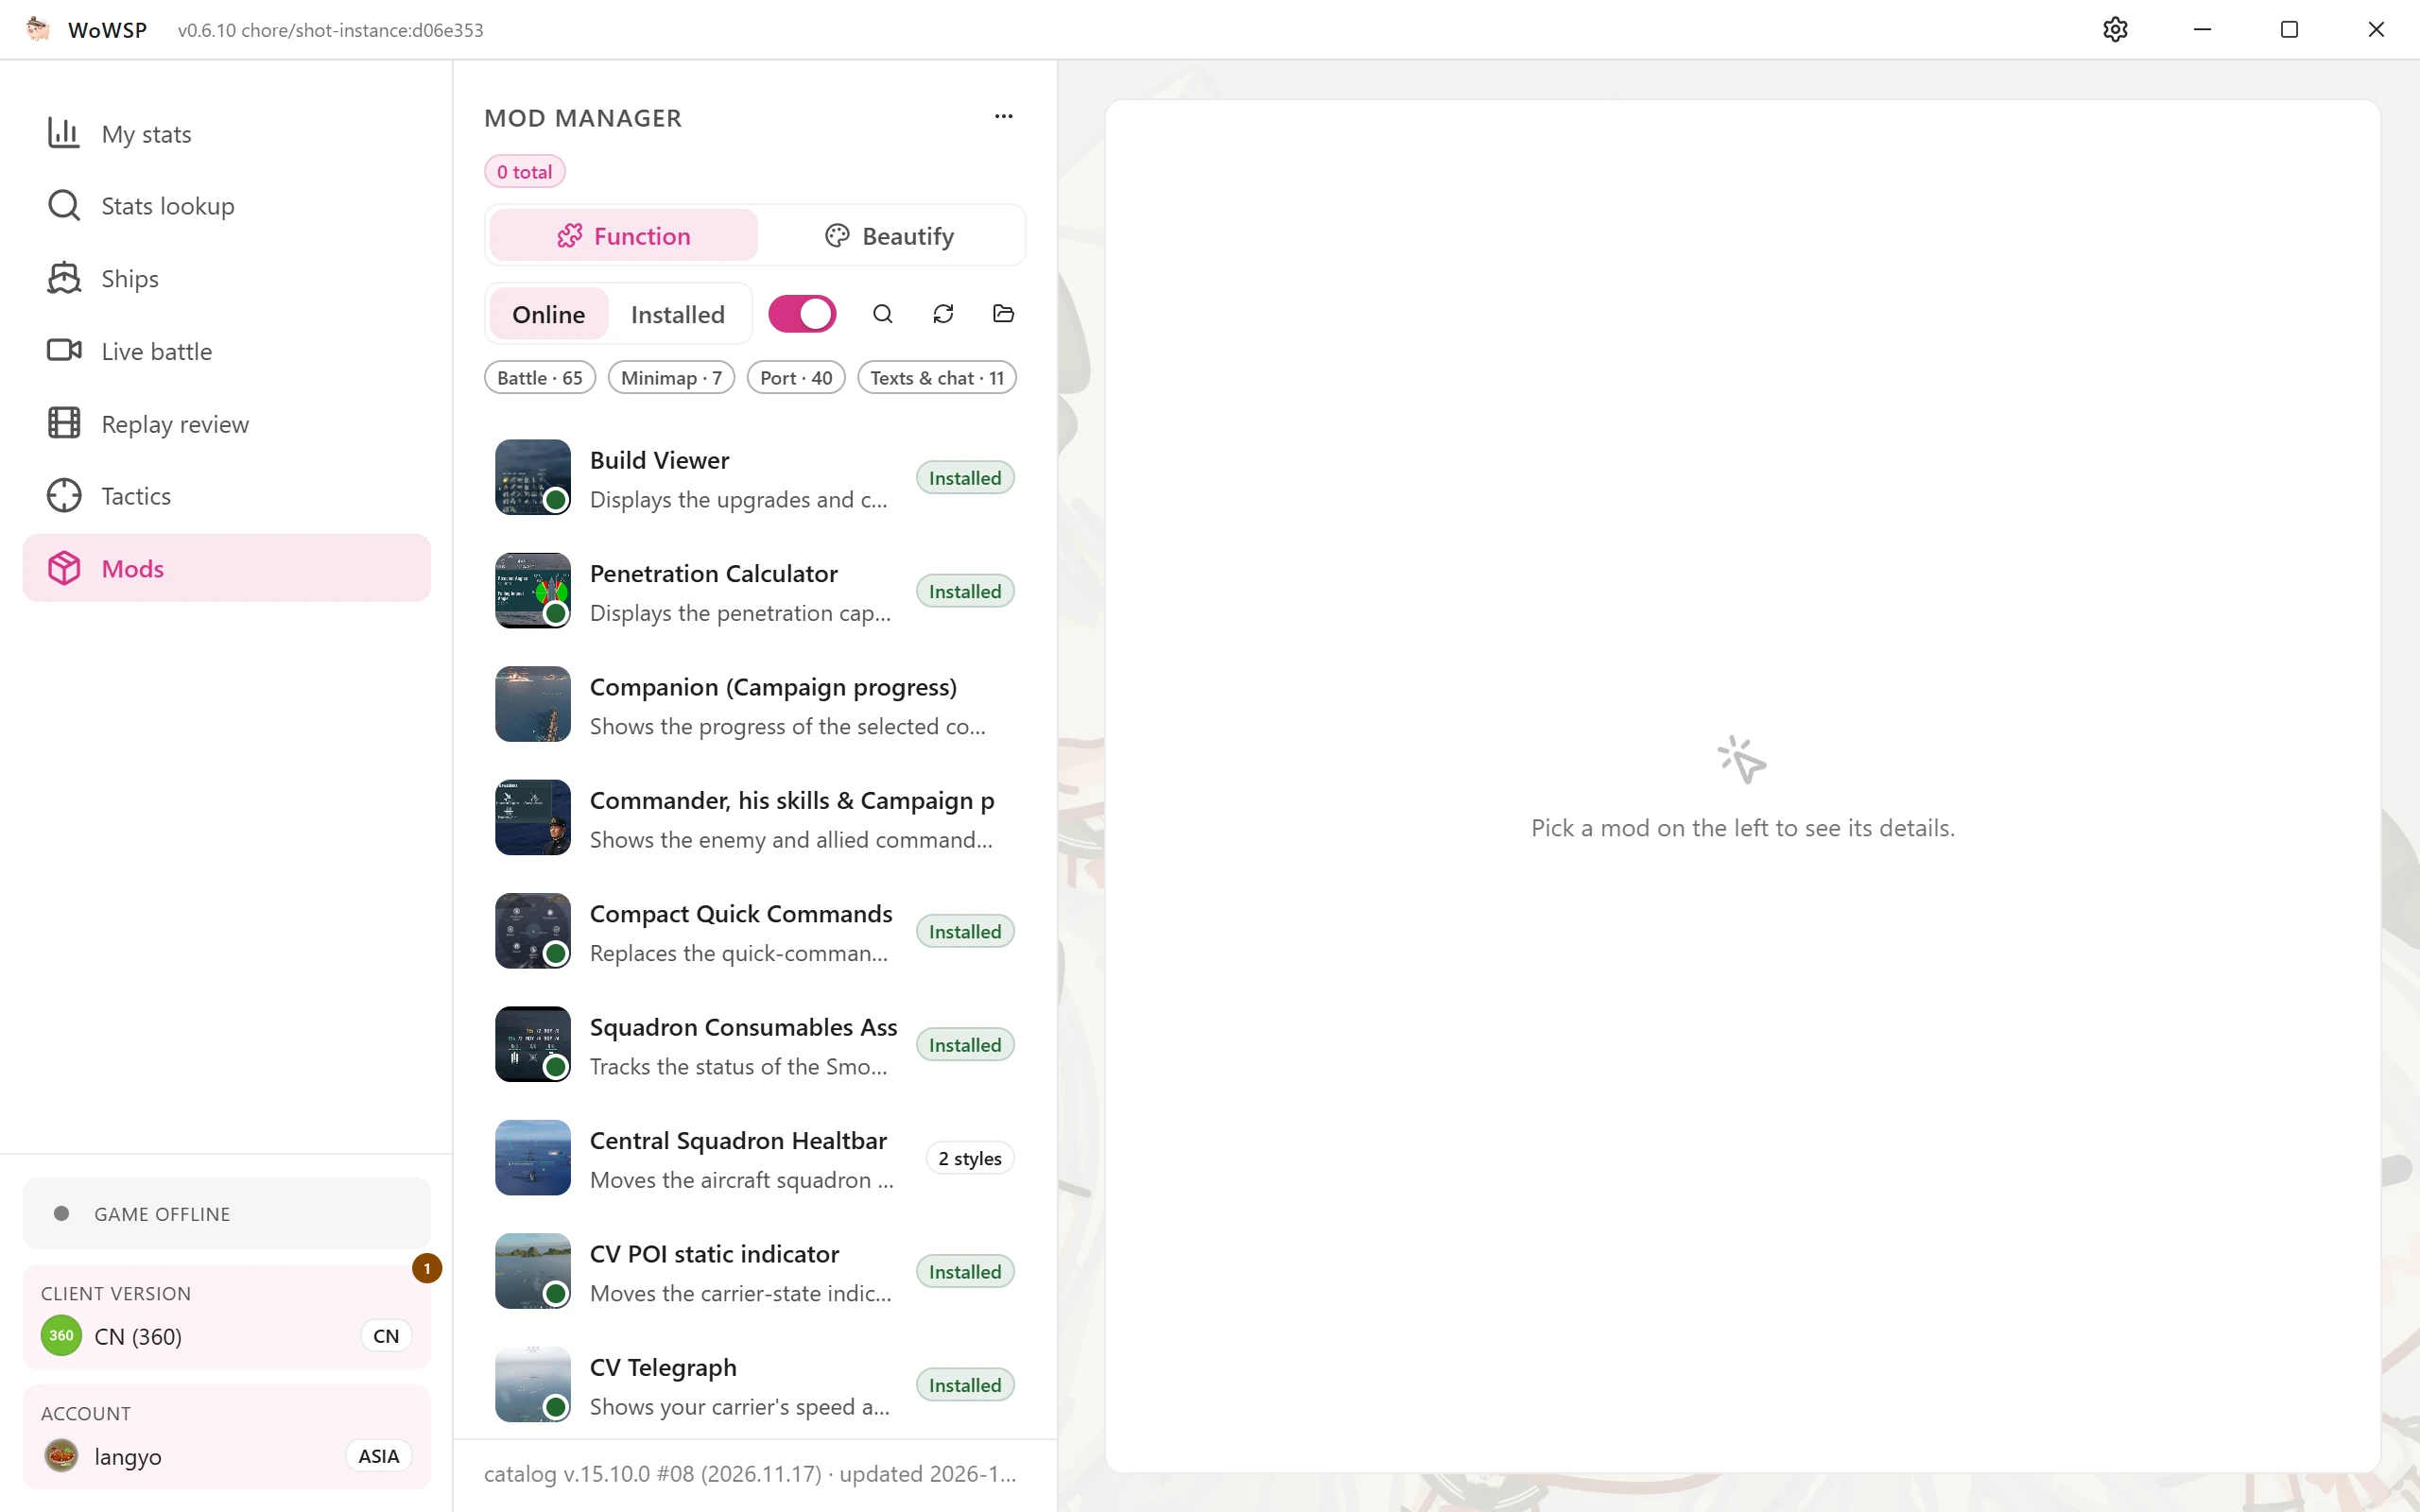 WoWSP v0.6.10 chore/shot-instance:d06e353
My stats
Stats lookup
Ships
Live battle
Replay review
Tactics
Mods
GAME OFFLINE
1
CLIENT VERSION
360 CN (360) CN
ACCOUNT
langyo ASIA
MOD MANAGER
0 total
Function Beautify
Online Installed
Battle · 65 Minimap · 7 Port · 40 Texts & chat · 11
Build Viewer
Displays the upgrades and c...
Installed
Penetration Calculator
Displays the penetration cap...
Installed
Companion (Campaign progress)
Shows the progress of the selected co...
Commander, his skills & Campaign p
Shows the enemy and allied command...
Compact Quick Commands
Replaces the quick-comman...
Installed
Squadron Consumables Ass
Tracks the status of the Smo...
Installed
Central Squadron Healtbar
Moves the aircraft squadron ...
2 styles
CV POI static indicator
Moves the carrier-state indic...
Installed
CV Telegraph
Shows your carrier's speed a...
Installed
catalog v.15.10.0 #08 (2026.11.17) · updated 2026-1...
Pick a mod on the left to see its details.